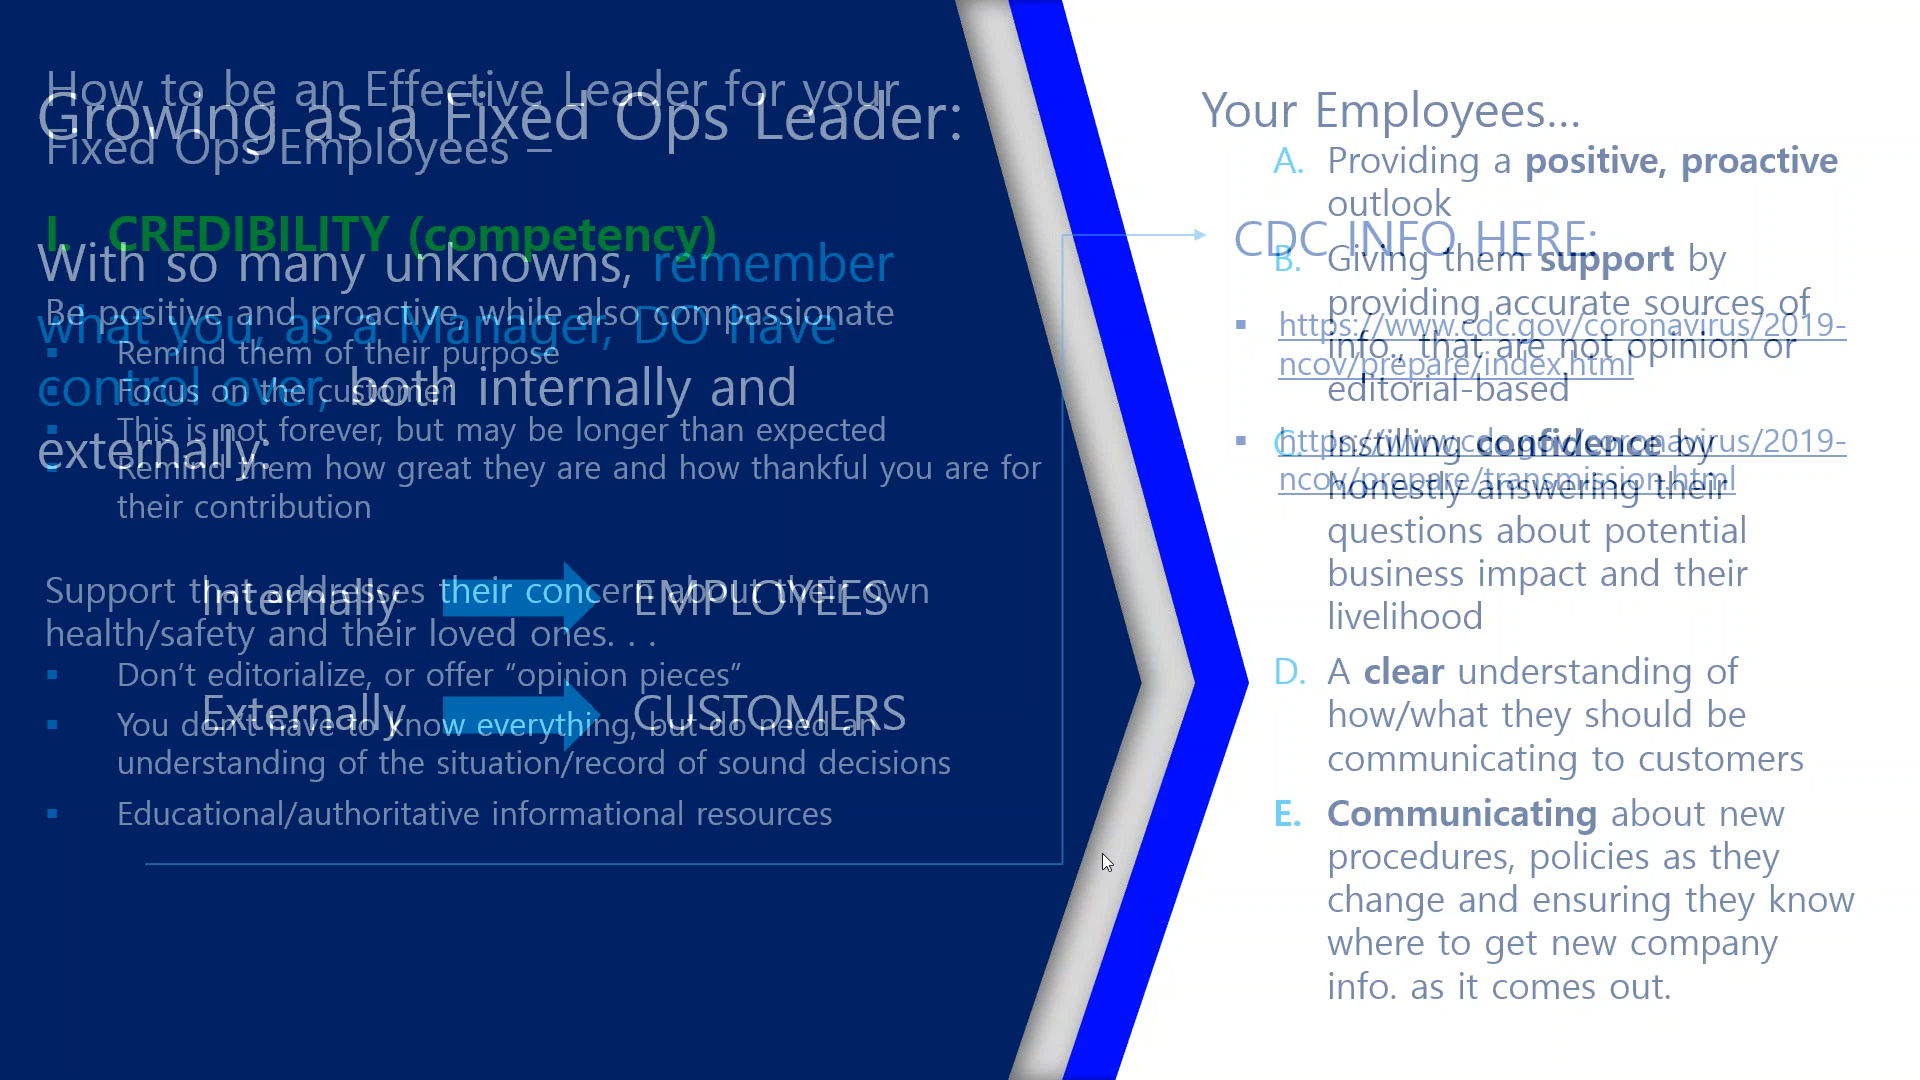 Growing as a Fixed Ops Leader:
With so many unknowns, remember
what you, as a Manager, DO have
control over, both internally and
externally:
Internally EMPLOYEES
Externally CUSTOMERS
Your Employees...
A. Providing a positive, proactive
outlook
B. Giving them support by
providing accurate sources of
info., that are not opinion or
editorial-based
C. Instilling confidence by
honestly answering their
questions about potential
business impact and their
livelihood
D. A clear understanding of
how/what they should be
communicating to customers
E. Communicating about new
procedures, policies as they
change and ensuring they know
where to get new company
info. as it comes out.
How to be an Effective Leader for your
Fixed Ops Employees –
I. CREDIBILITY (competency)
Be positive and proactive, while also compassionate
▪ Remind them of their purpose
▪ Focus on the customer
▪ This is not forever, but may be longer than expected
▪ Remind them how great they are and how thankful you are for
their contribution
Support that addresses their concern about their own
health/safety and their loved ones. . .
▪ Don’t editorialize, or offer “opinion pieces”
▪ You don’t have to know everything, but do need an
understanding of the situation/record of sound decisions
▪ Educational/authoritative informational resources
CDC INFO HERE:
▪ https://www.cdc.gov/coronavirus/2019-
ncov/prepare/index.html
▪ https://www.cdc.gov/coronavirus/2019-
ncov/prepare/transmission.html